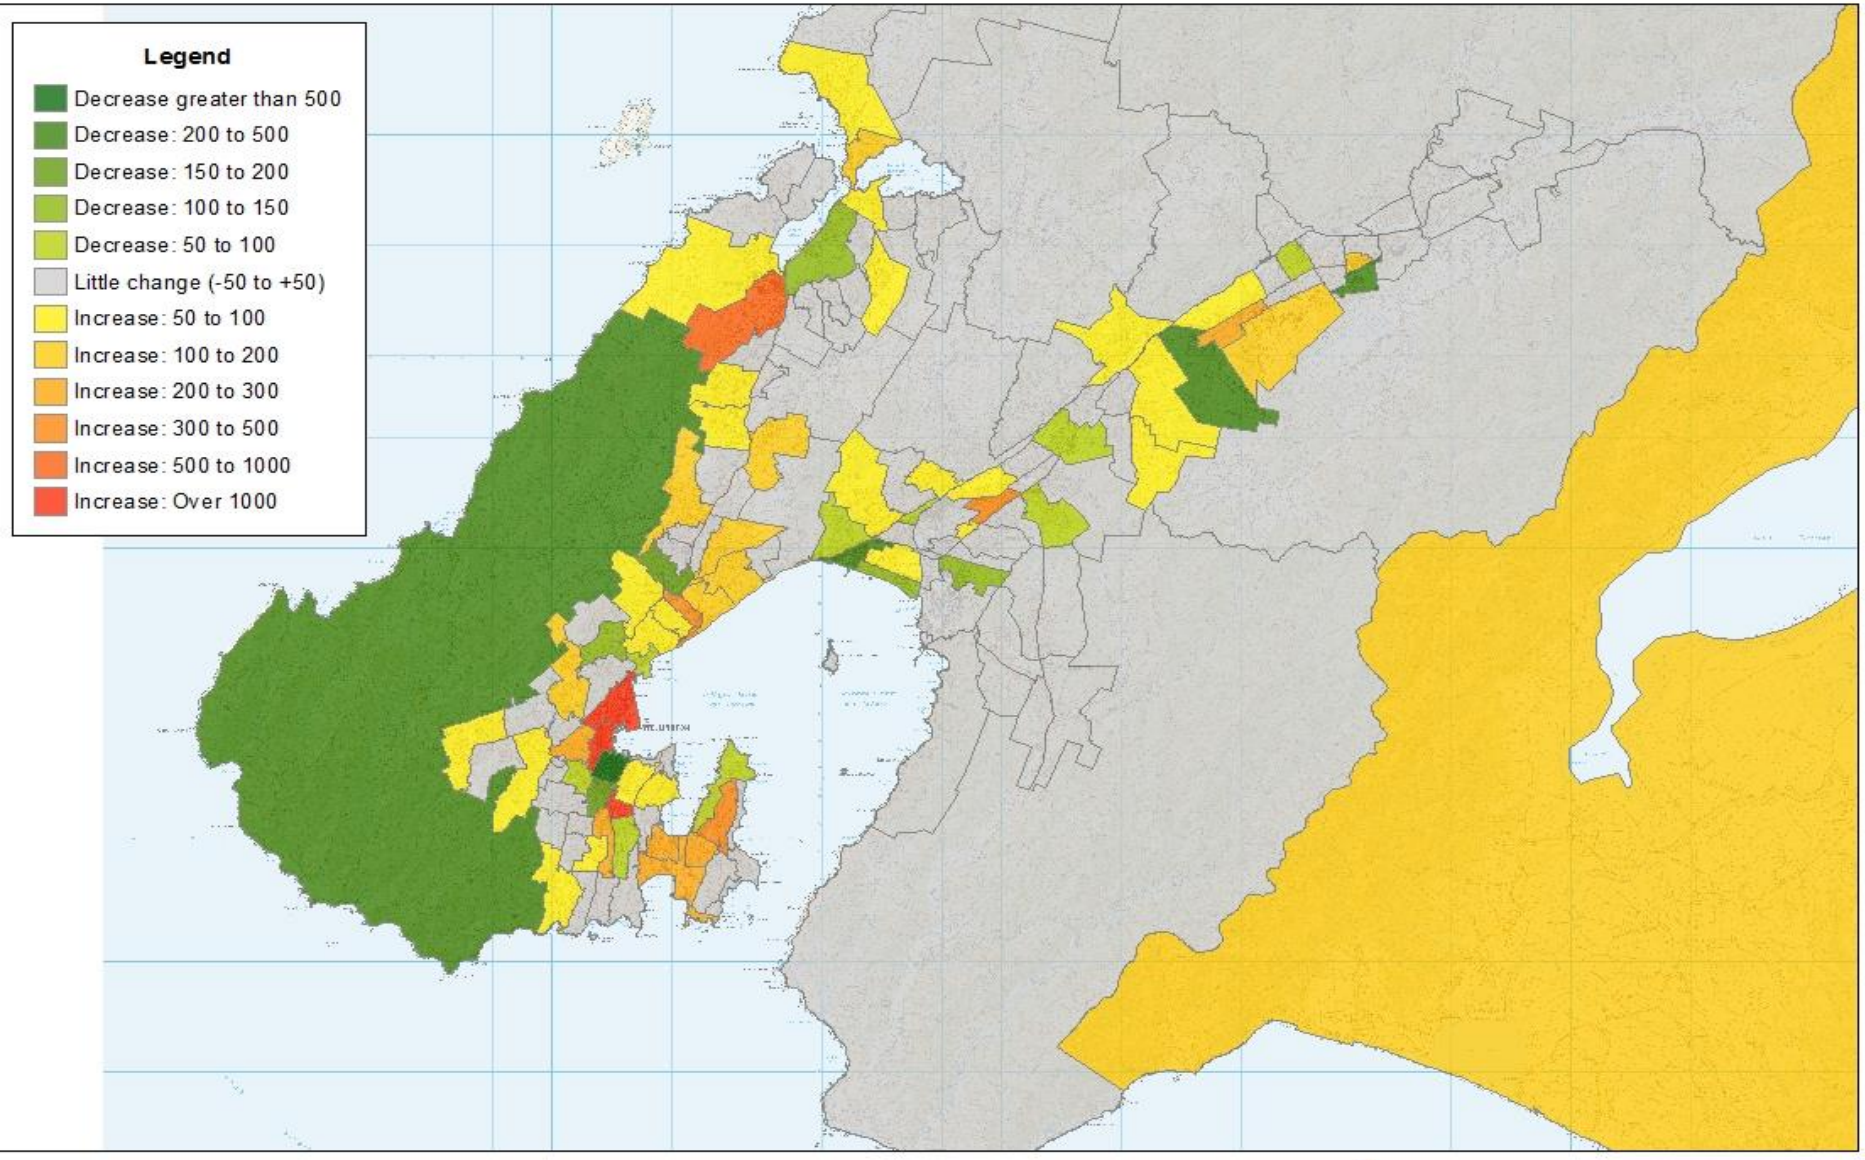 Legend
Decrease greater than 500
Decrease: 200 to 500
Decrease: 150 to 200
Decrease: 100 to 150
Decrease: 50 to 100
Little change (-50 to +50)
Increase: 50 to 100
Increase: 100 to 200
Increase: 200 to 300
Increase: 300 to 500
Increase: 500 to 1000
Increase: Over 1000